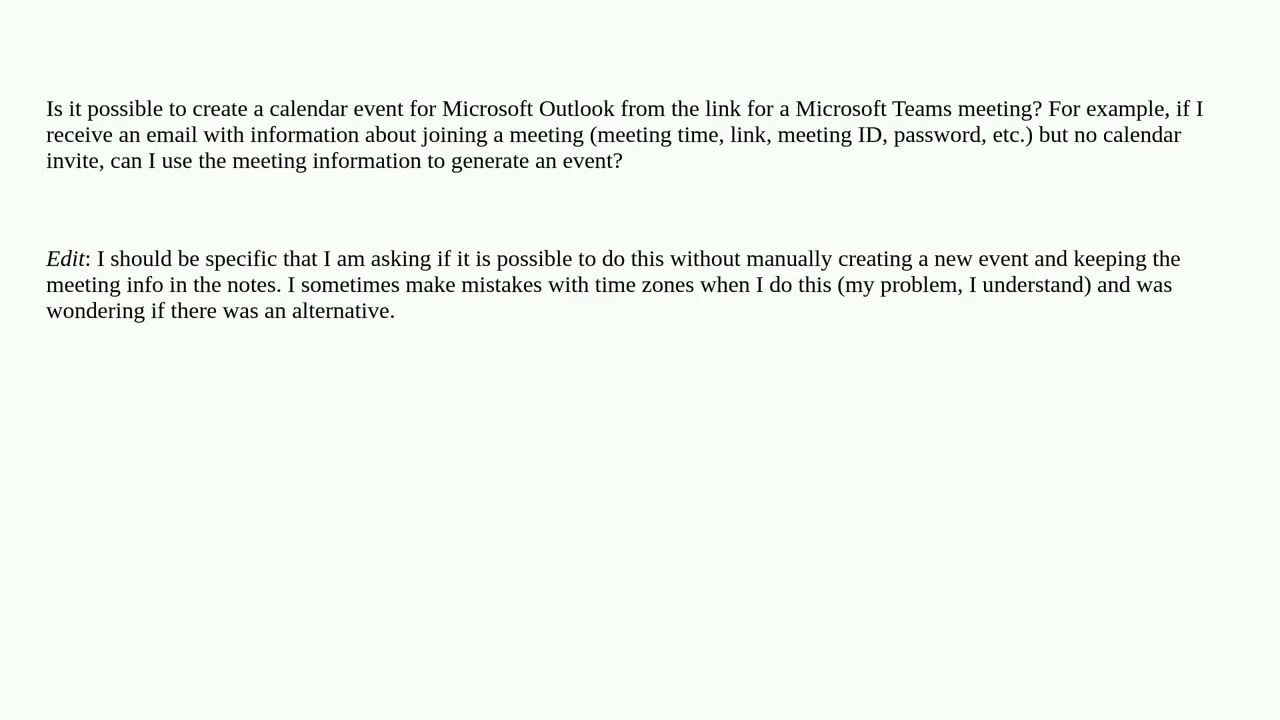 Is it possible to create a calendar event for Microsoft Outlook from the link for a Microsoft Teams meeting? For example, if I
receive an email with information about joining a meeting (meeting time, link, meeting ID, password, etc.) but no calendar
invite, can I use the meeting information to generate an event?
Edit: I should be specific that I am asking if it is possible to do this without manually creating a new event and keeping the
meeting info in the notes. I sometimes make mistakes with time zones when I do this (my problem, I understand) and was
wondering if there was an alternative.